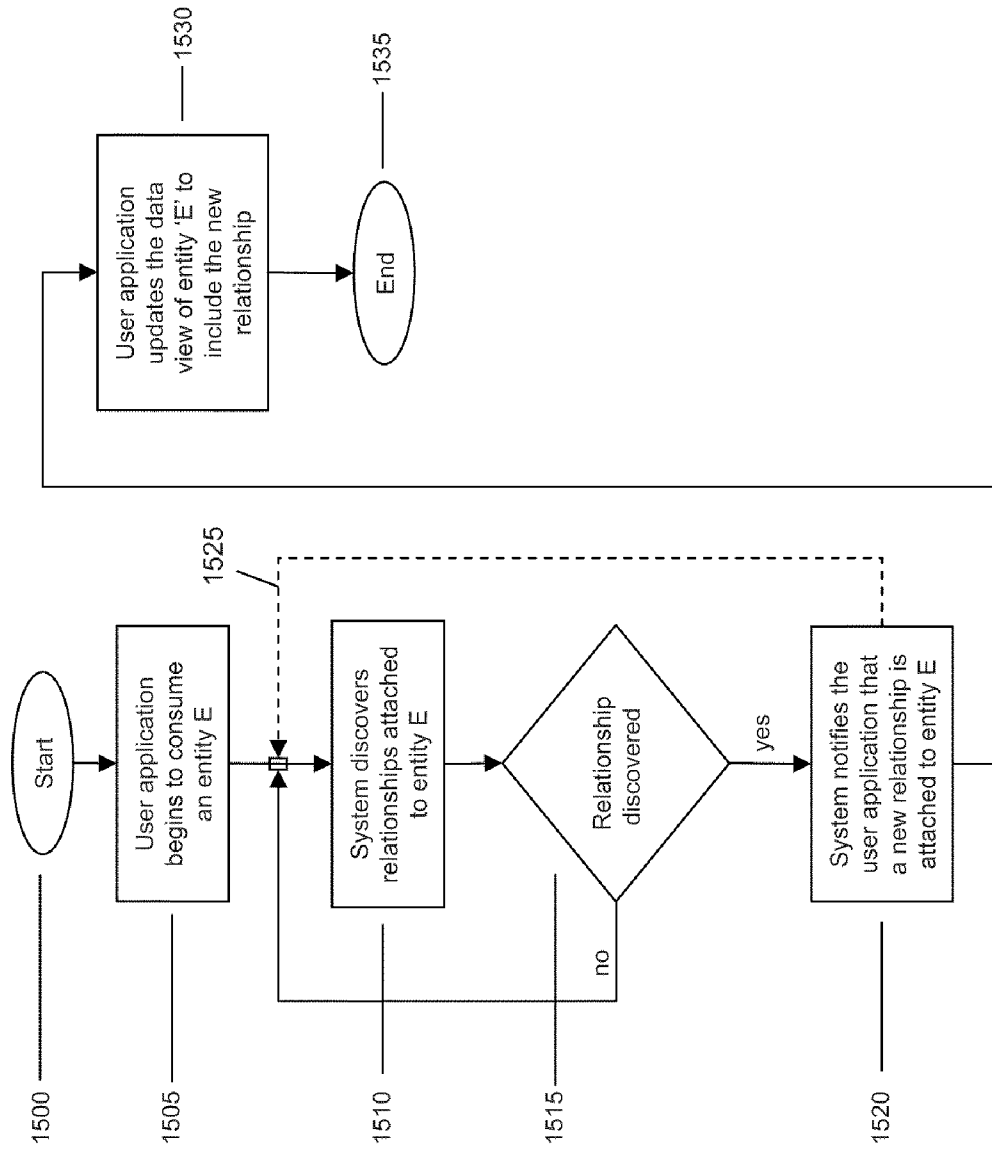 1500
Start
1505
User application
begins to consume
an entity E
1525
1510
System discovers
relationships attached
to entity E
1515
Relationship
discovered
no
yes
1520
System notifies the
user application that
a new relationship is
attached to entity E
User application
updates the data
view of entity ‘E’ to
include the new
relationship
1530
End
1535